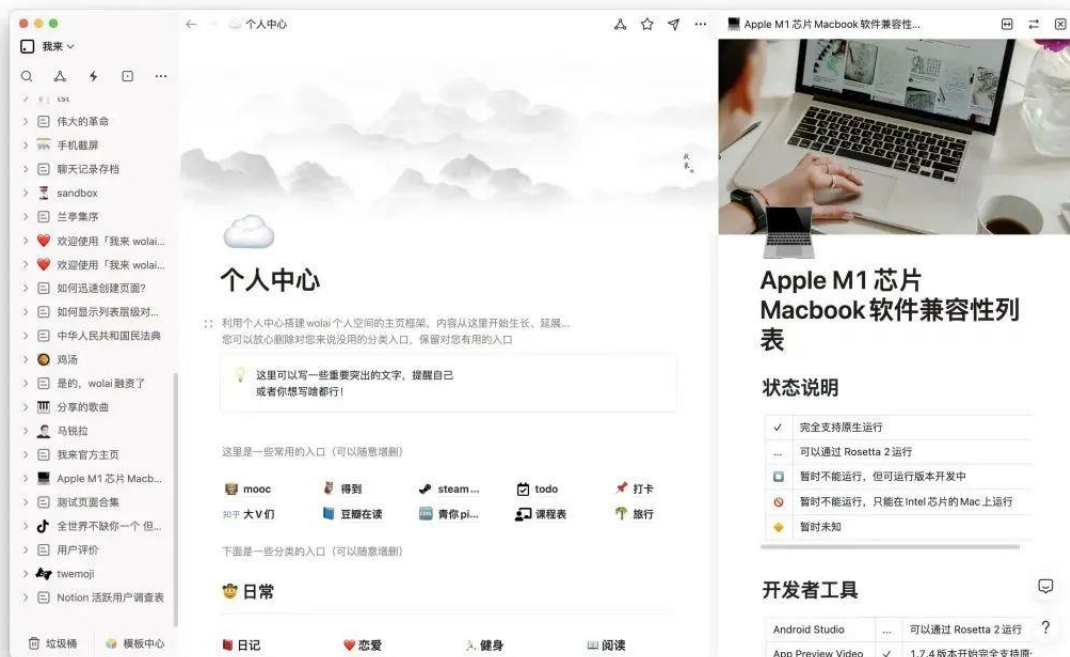 我来
个人中心
Apple M1 芯片 Macbook 软件兼容性...
伟大的革命
手机截屏
聊天记录存档
sandbox
兰亭集序
欢迎使用「我来 wolai...
欢迎使用「我来 wolai...
如何迅速创建页面?
如何显示列表层级对...
中华人民共和国民法典
鸡汤
是的，wolai 融资了
分享的歌曲
马锐拉
我来官方主页
Apple M1 芯片 Macb...
测试页面合集
全世界不缺你一个 但...
用户评价
twemoji
Notion 活跃用户调查表
垃圾桶
模板中心
我来
个人中心
利用个人中心搭建 wolai 个人空间的主页框架，内容从这里开始生长、延展...
您可以放心删除对您来说没用的分类入口，保留对您有用的入口
这里可以写一些重要突出的文字，提醒自己
或者你想写啥都行！
这里是一些常用的入口（可以随意增删）
mooc 得到 steam... todo 打卡
知乎 大V们 豆瓣在读 青你pi... 课程表 旅行
下面是一些分类的入口（可以随意增删）
日常
日记 恋爱 健身 阅读
Apple M1 芯片
Macbook 软件兼容性列
表
状态说明
✓ 完全支持原生运行
... 可以通过 Rosetta 2 运行
暂时不能运行，但可运行版本开发中
暂时不能运行，只能在 Intel 芯片的 Mac 上运行
暂时未知
开发者工具
Android Studio ... 可以通过 Rosetta 2 运行
App Preview Video ✓ 1.7.4 版本开始完全支持原
?